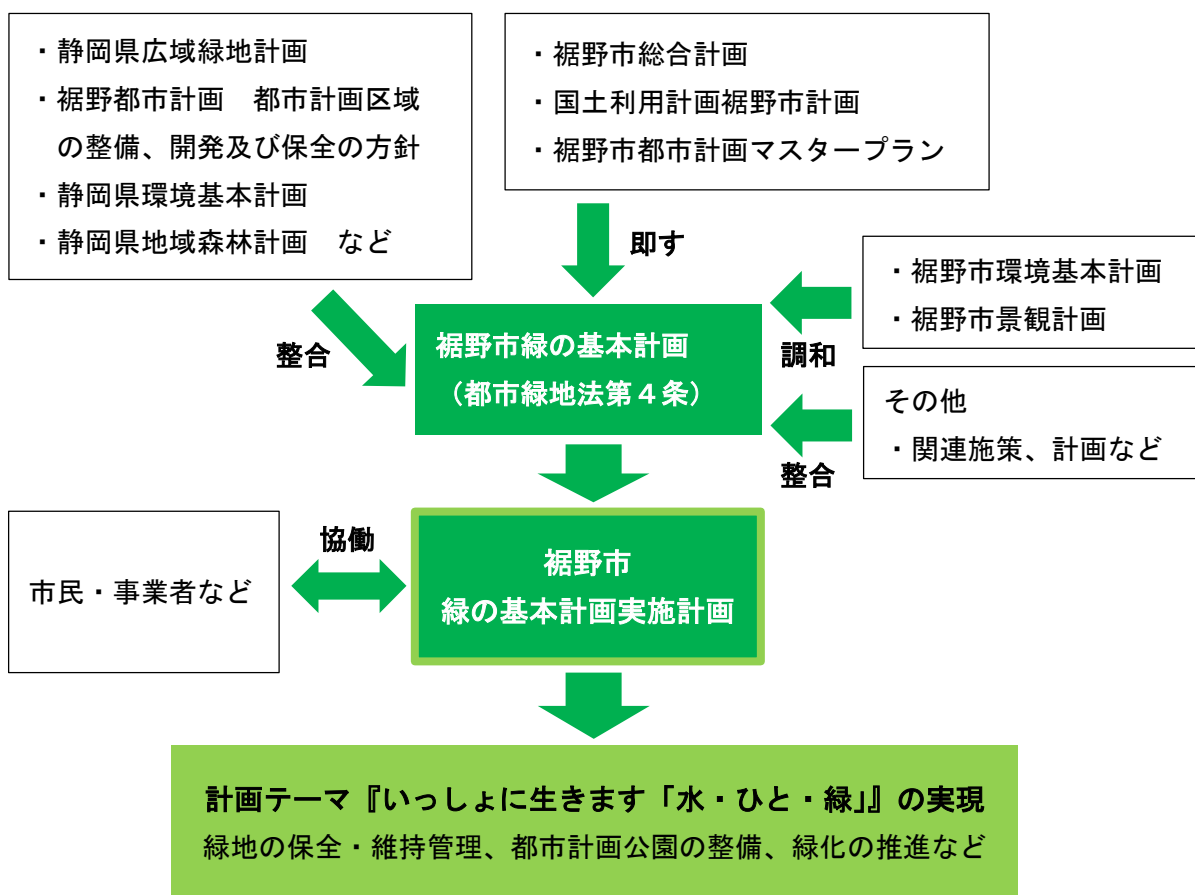 ・静岡県広域緑地計画
・裾野都市計画　都市計画区域
の整備、開発及び保全の方針
・静岡県環境基本計画
・静岡県地域森林計画　など
・裾野市総合計画
・国土利用計画裾野市計画
・裾野市都市計画マスタープラン
即す
・裾野市環境基本計画
・裾野市景観計画
整合
裾野市緑の基本計画
（都市緑地法第４条）
調和
その他
・関連施策、計画など
整合
市民・事業者など
協働
裾野市
緑の基本計画実施計画
計画テーマ『いっしょに生きます「水・ひと・緑」』の実現
緑地の保全・維持管理、都市計画公園の整備、緑化の推進など